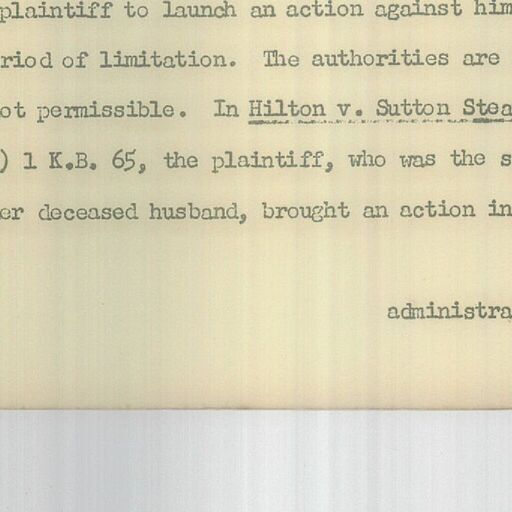 plaintiff to launch an action against him
riod of limitation. The authorities are
ot permissible. In Hilton v. Sutton Stea
) 1 K.B. 65, the plaintiff, who was the s
er deceased husband, brought an action in
administra